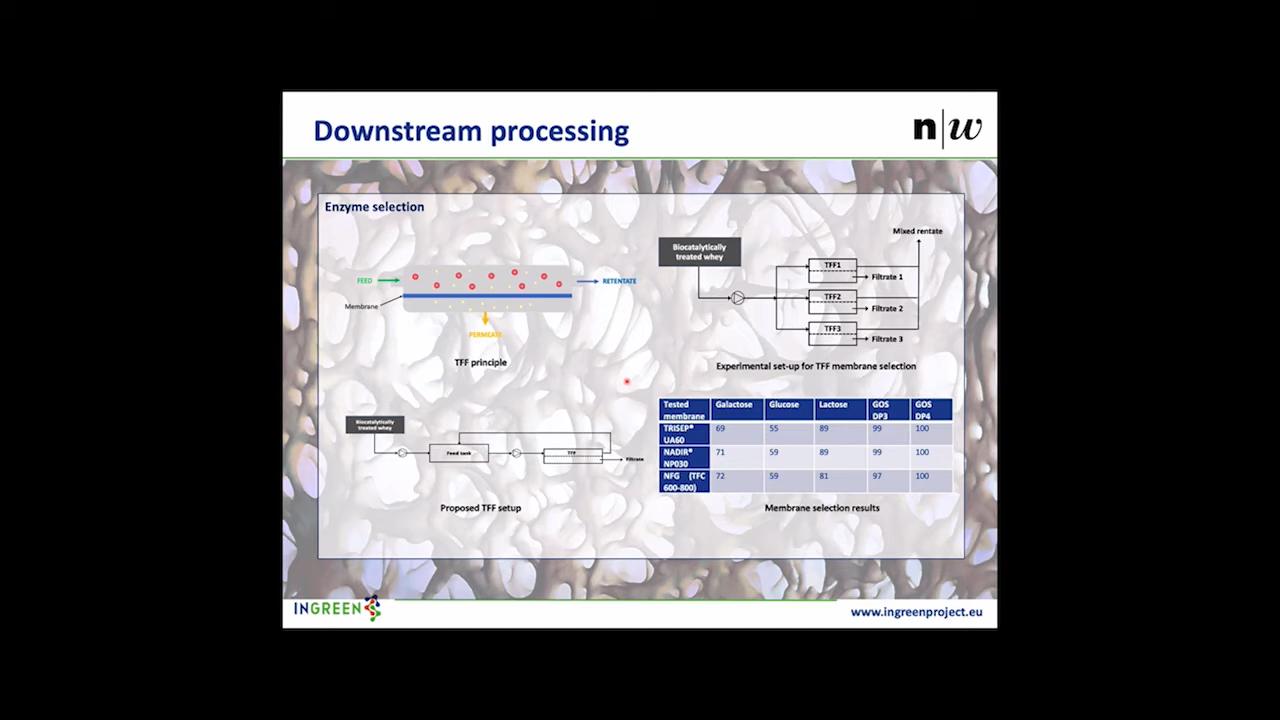 Downstream processing
n|w
Enzyme selection
FEED
RETENTATE
Membrane
PERMEATE
TFF principle
Biocatalytically
treated whey
Mixed rentate
TFF1
Filtrate 1
TFF2
Filtrate 2
TFF3
Filtrate 3
Experimental set-up for TFF membrane selection
Biocatalytically
treated whey
Feed tank
TFF
Filtrate
Proposed TFF setup
Tested membrane Galactose Glucose Lactose GOS DP3 GOS DP4
TRISEP® UA60 69 55 89 99 100
NADIR® NP030 71 59 89 99 100
NFG (TFC 600-800) 72 59 81 97 100
Membrane selection results
INGREEN
www.ingreenproject.eu